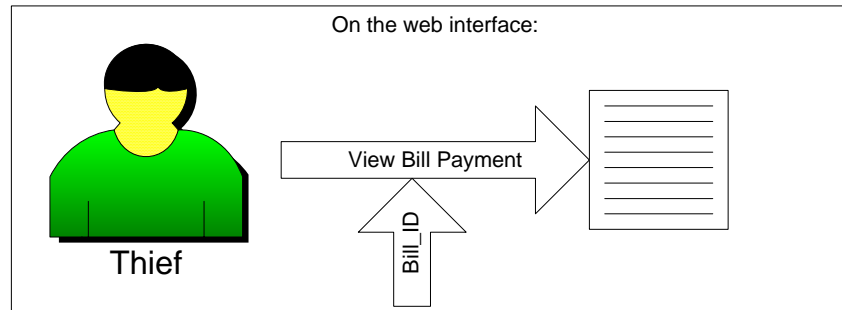 On the web interface:
View Bill Payment
Bill_ID
Thief